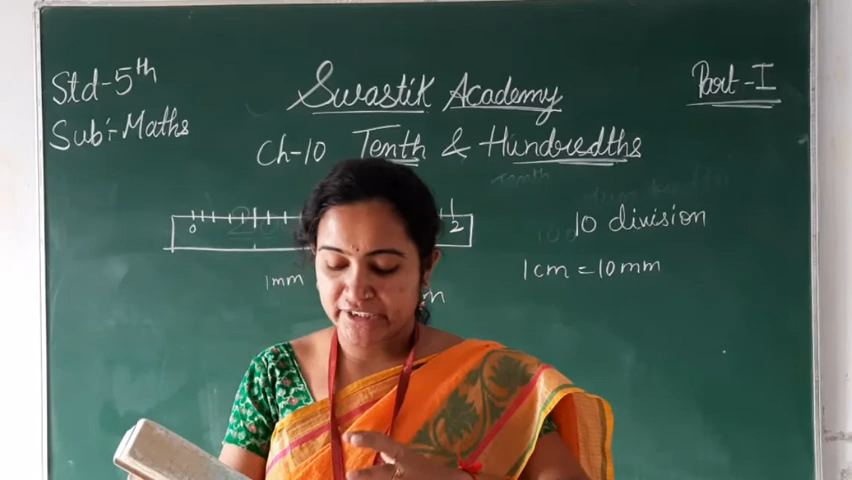 Std-5th
Sub:-Maths
Swastik Academy
Part-I
Ch-10 Tenth & Hundredths
0 2
10 division
1mm
1cm = 10mm